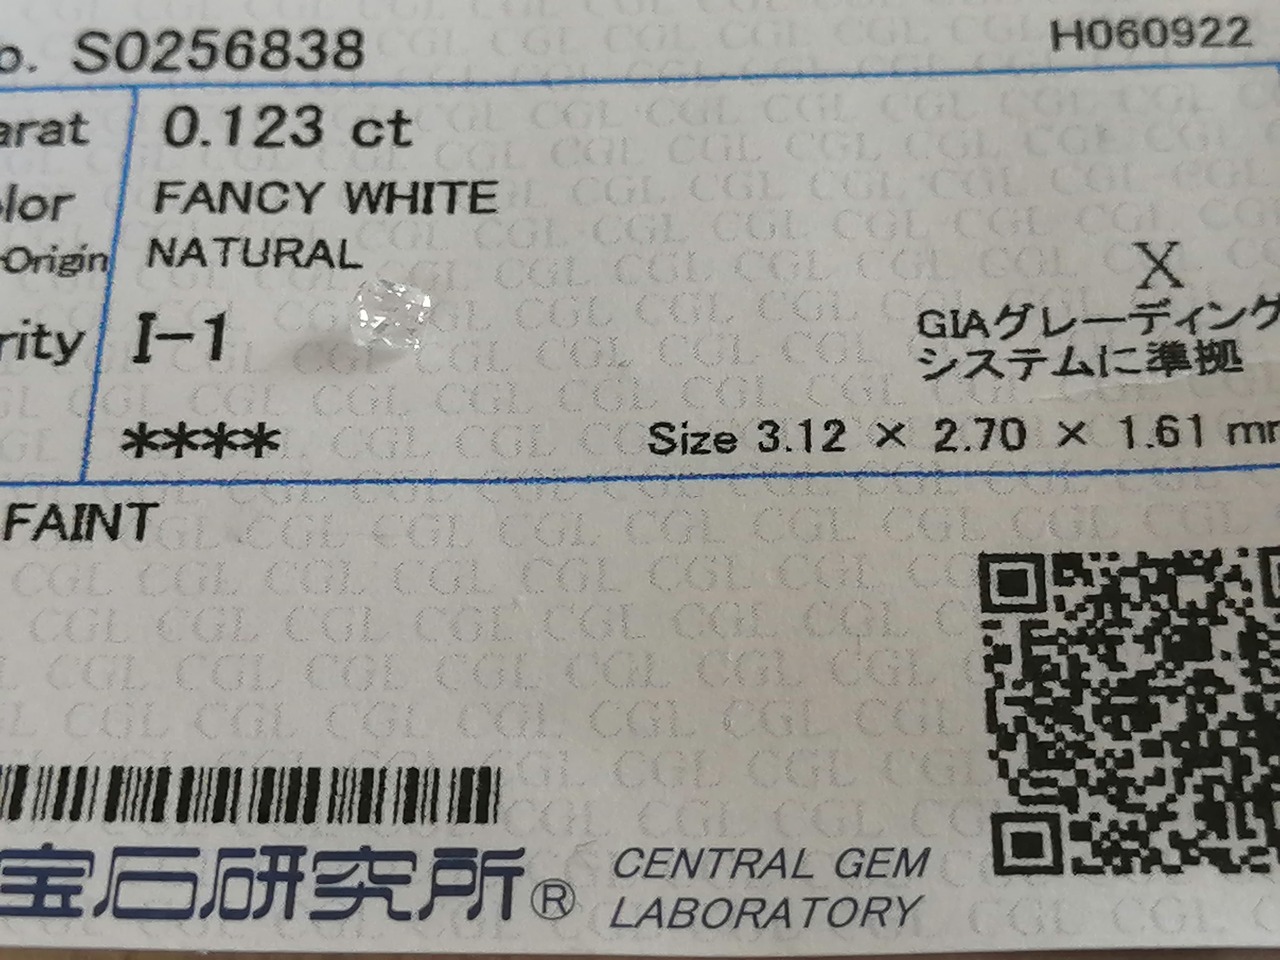 o. S0256838 H060922
arat 0.123 ct
olor FANCY WHITE
Origin NATURAL
rity I-1
X
GIAグレーディング
システムに準拠
**** Size 3.12 × 2.70 × 1.61 mm
FAINT
宝石研究所®
CENTRAL GEM
LABORATORY